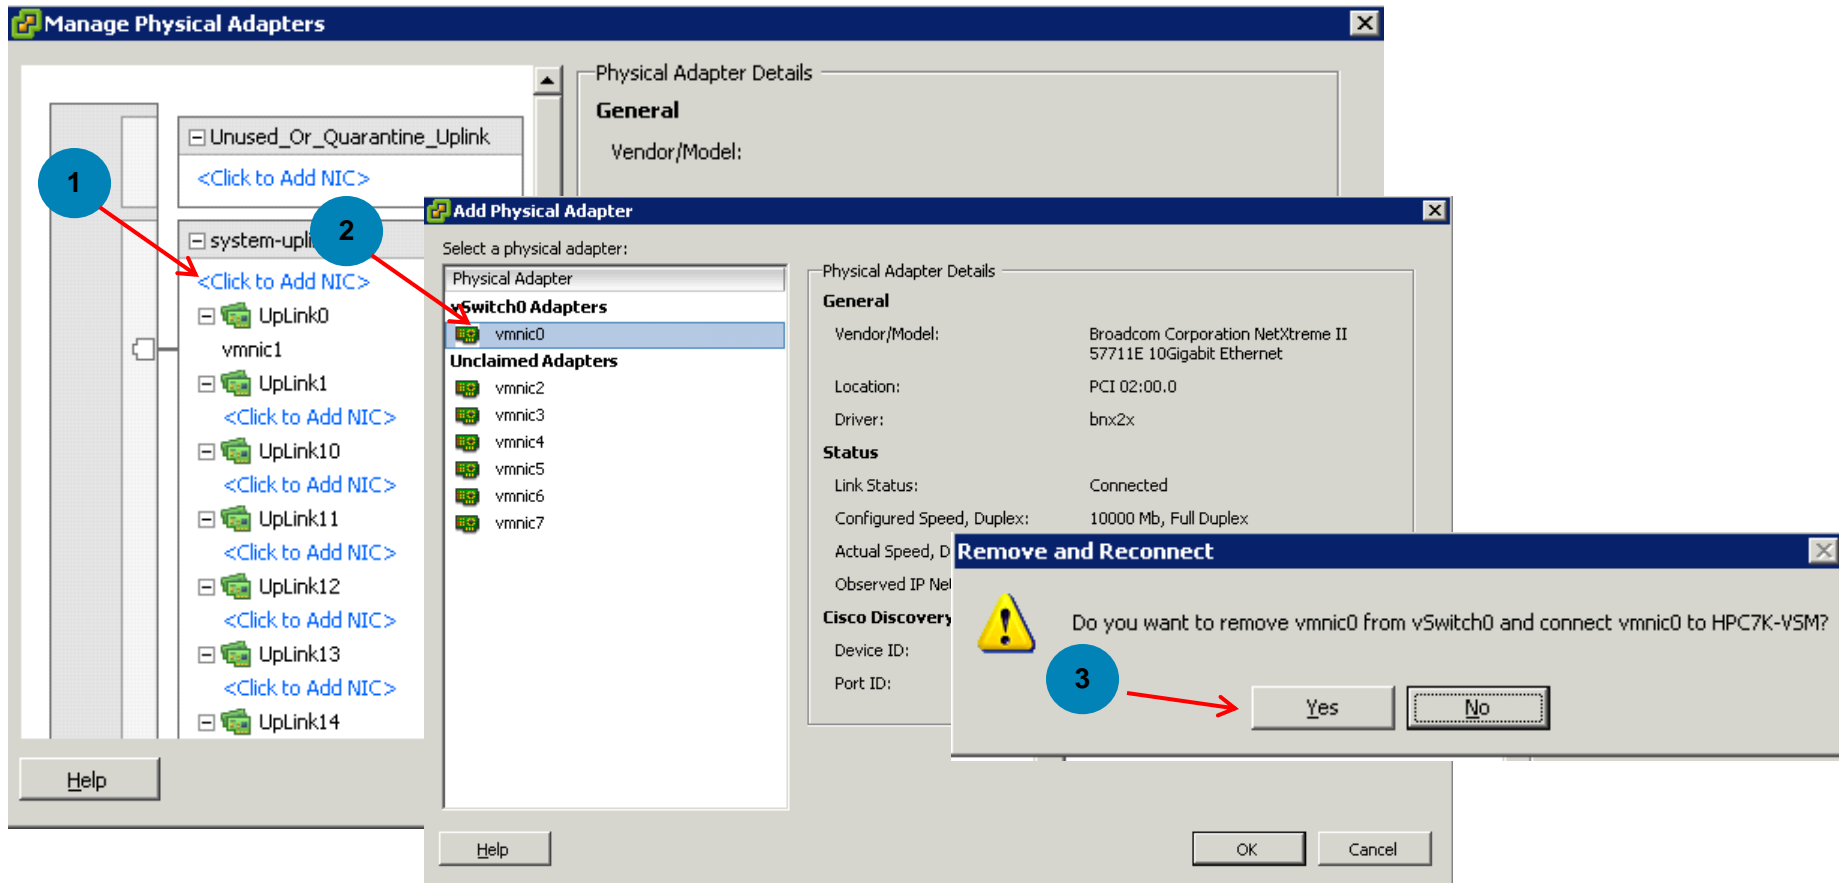 Manage Physical Adapters
Physical Adapter Details
General
Vendor/Model:
Unused_Or_Quarantine_Uplink
<Click to Add NIC>
1
system-upli
<Click to Add NIC>
UpLink0
vmnic1
UpLink1
<Click to Add NIC>
UpLink10
<Click to Add NIC>
UpLink11
<Click to Add NIC>
UpLink12
<Click to Add NIC>
UpLink13
<Click to Add NIC>
UpLink14
Help
2
Add Physical Adapter
Select a physical adapter:
Physical Adapter
vSwitch0 Adapters
vmnic0
Unclaimed Adapters
vmnic2
vmnic3
vmnic4
vmnic5
vmnic6
vmnic7
Physical Adapter Details
General
Vendor/Model: Broadcom Corporation NetXtreme II
57711E 10Gigabit Ethernet
Location: PCI 02:00.0
Driver: bnx2x
Status
Link Status: Connected
Configured Speed, Duplex: 10000 Mb, Full Duplex
Actual Speed, D
Observed IP Ne
Cisco Discovery
Device ID:
Port ID:
Help
OK
Cancel
Remove and Reconnect
Do you want to remove vmnic0 from vSwitch0 and connect vmnic0 to HPC7K-VSM?
3
Yes
No